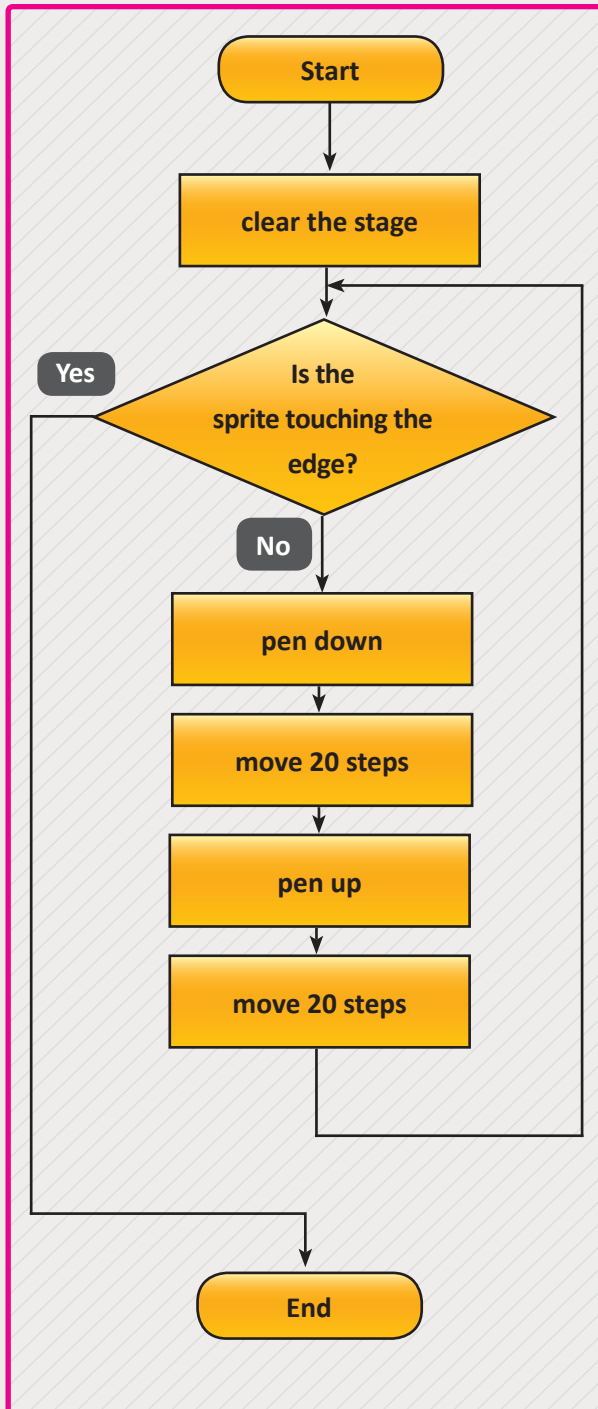 Start
clear the stage
Yes
Is the
sprite touching the
edge?
No
pen down
move 20 steps
pen up
move 20 steps
End